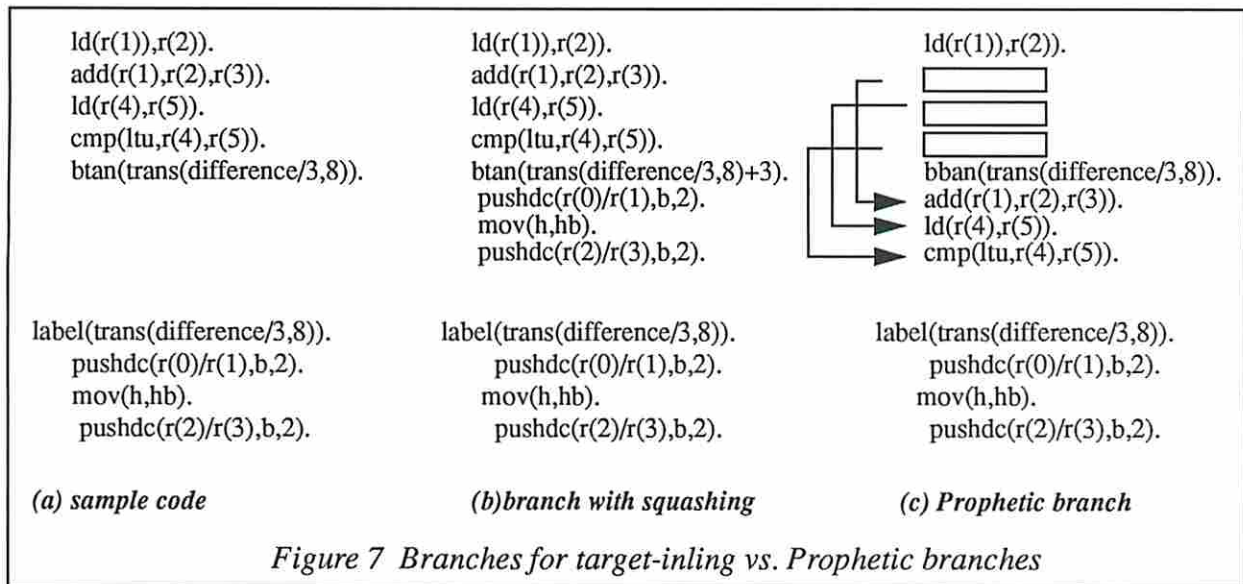 ld(r(1)),r(2)).
add(r(1),r(2),r(3)).
ld(r(4),r(5)).
cmp(ltu,r(4),r(5)).
btan(trans(difference/3,8)).
label(trans(difference/3,8)).
pushdc(r(0)/r(1),b,2).
mov(h,hb).
pushdc(r(2)/r(3),b,2).
(a) sample code
ld(r(1)),r(2)).
add(r(1),r(2),r(3)).
ld(r(4),r(5)).
cmp(ltu,r(4),r(5)).
btan(trans(difference/3,8)+3).
pushdc(r(0)/r(1),b,2).
mov(h,hb).
pushdc(r(2)/r(3),b,2).
label(trans(difference/3,8)).
pushdc(r(0)/r(1),b,2).
mov(h,hb).
pushdc(r(2)/r(3),b,2).
(b)branch with squashing
ld(r(1)),r(2)).
bban(trans(difference/3,8)).
add(r(1),r(2),r(3)).
ld(r(4),r(5)).
cmp(ltu,r(4),r(5)).
label(trans(difference/3,8)).
pushdc(r(0)/r(1),b,2).
mov(h,hb).
pushdc(r(2)/r(3),b,2).
(c) Prophetic branch
Figure 7 Branches for target-inling vs. Prophetic branches